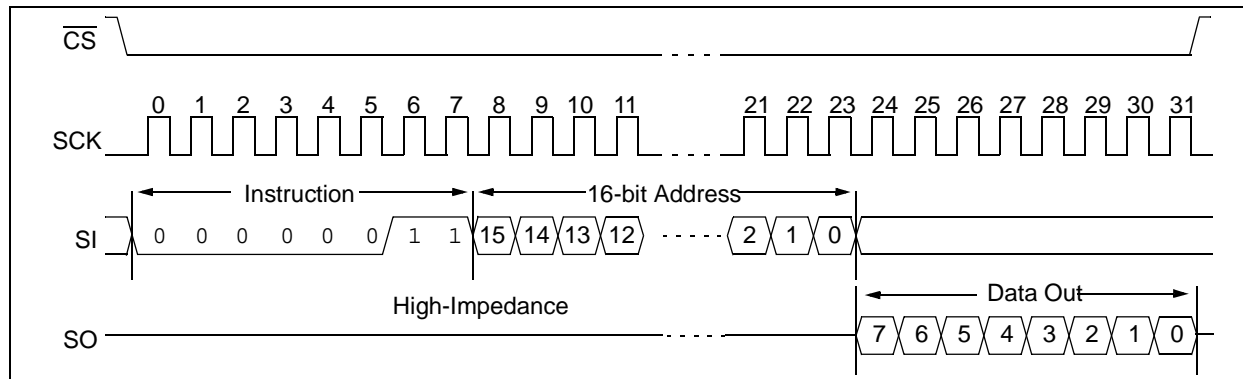 CS
0 1 2 3 4 5 6 7 8 9 10 11 21 22 23 24 25 26 27 28 29 30 31
SCK
Instruction 16-bit Address
SI 0 0 0 0 0 0 1 1 15 14 13 12 2 1 0
High-Impedance Data Out
SO 7 6 5 4 3 2 1 0